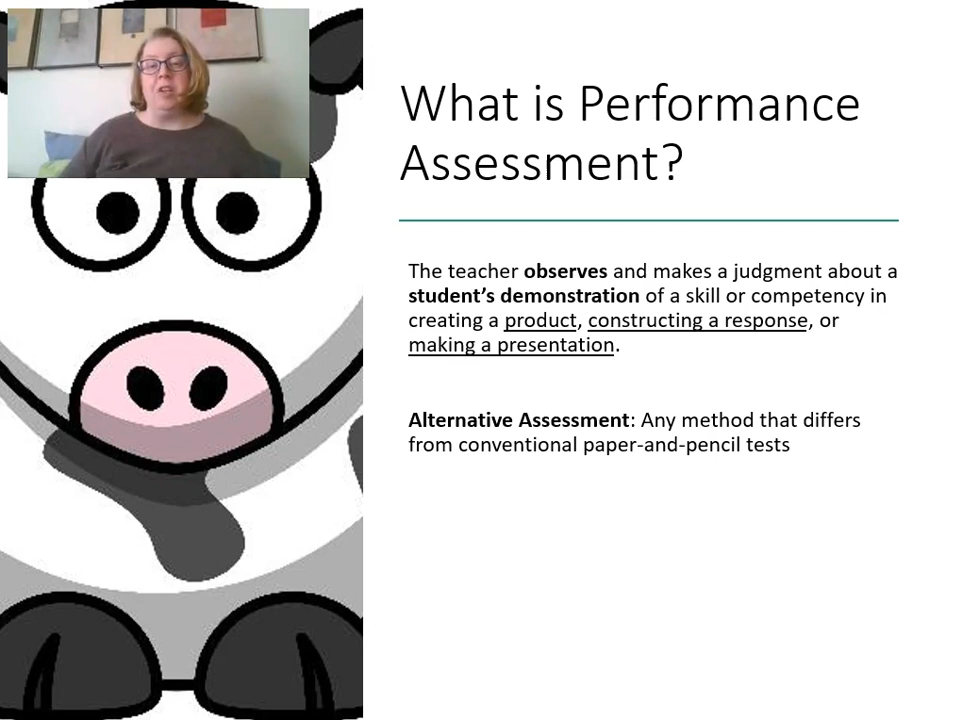 What is Performance
Assessment?
The teacher observes and makes a judgment about a
student’s demonstration of a skill or competency in
creating a product, constructing a response, or
making a presentation.
Alternative Assessment: Any method that differs
from conventional paper-and-pencil tests